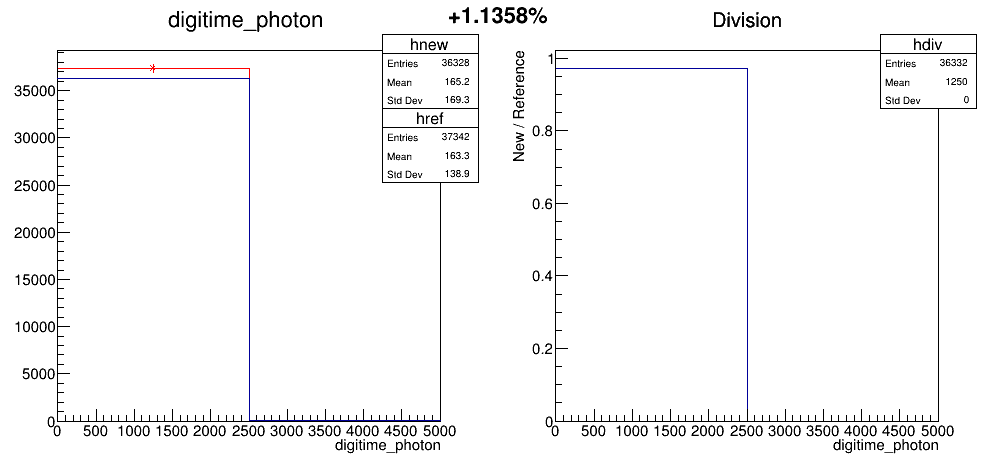 +1.1358%
digitime_photon
hnew
Entries 36328
Mean 165.2
Std Dev 169.3
href
Entries 37342
Mean 163.3
Std Dev 138.9
35000
30000
25000
20000
15000
10000
5000
0
0 500 1000 1500 2000 2500 3000 3500 4000 4500 5000
digitime_photon
Division
hdiv
Entries 36332
Mean 1250
Std Dev 0
New / Reference
1
0.8
0.6
0.4
0.2
0
0 500 1000 1500 2000 2500 3000 3500 4000 4500 5000
digitime_photon